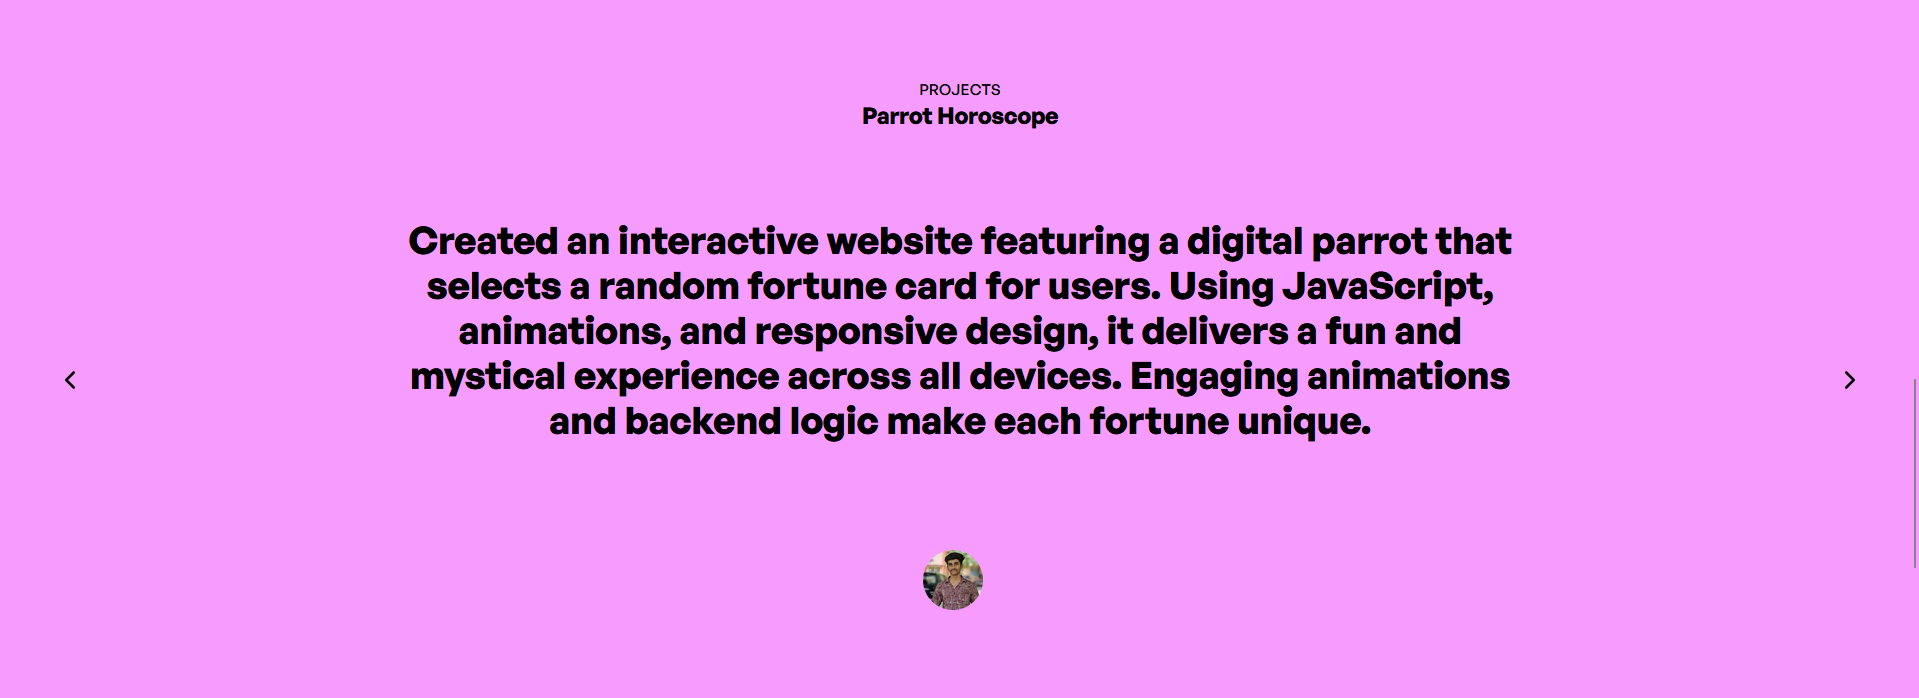 PROJECTS
Parrot Horoscope
Created an interactive website featuring a digital parrot that
selects a random fortune card for users. Using JavaScript,
animations, and responsive design, it delivers a fun and
mystical experience across all devices. Engaging animations
and backend logic make each fortune unique.